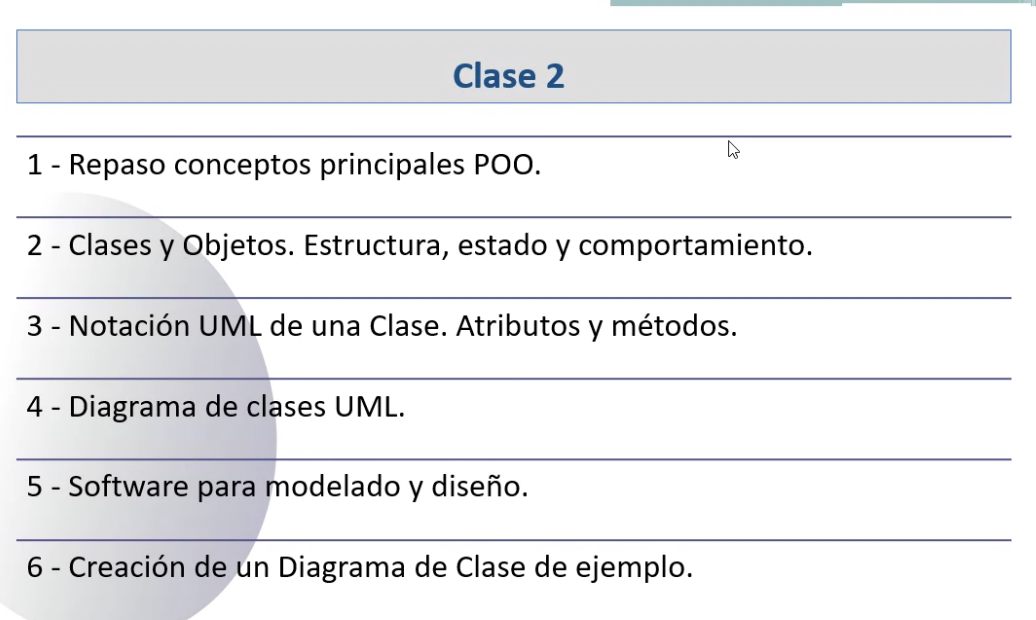 Clase 2
1 - Repaso conceptos principales POO.
2 - Clases y Objetos. Estructura, estado y comportamiento.
3 - Notación UML de una Clase. Atributos y métodos.
4 - Diagrama de clases UML.
5 - Software para modelado y diseño.
6 - Creación de un Diagrama de Clase de ejemplo.